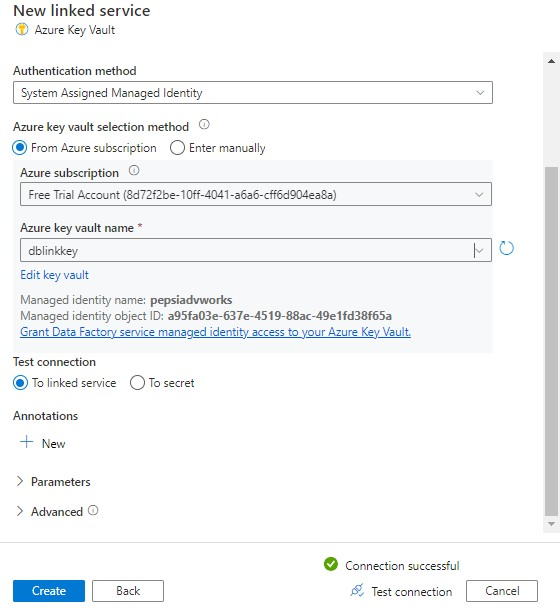 New linked service
Azure Key Vault
Authentication method
System Assigned Managed Identity
Azure key vault selection method
From Azure subscription Enter manually
Azure subscription
Free Trial Account (8d72f2be-10ff-4041-a6a6-cff6d904ea8a)
Azure key vault name *
dblinkkey
Edit key vault
Managed identity name: pepsiadvworks
Managed identity object ID: a95fa03e-637e-4519-88ac-49e1fd38f65a
Grant Data Factory service managed identity access to your Azure Key Vault.
Test connection
To linked service To secret
Annotations
New
Parameters
Advanced
Connection successful
Create Back Test connection Cancel